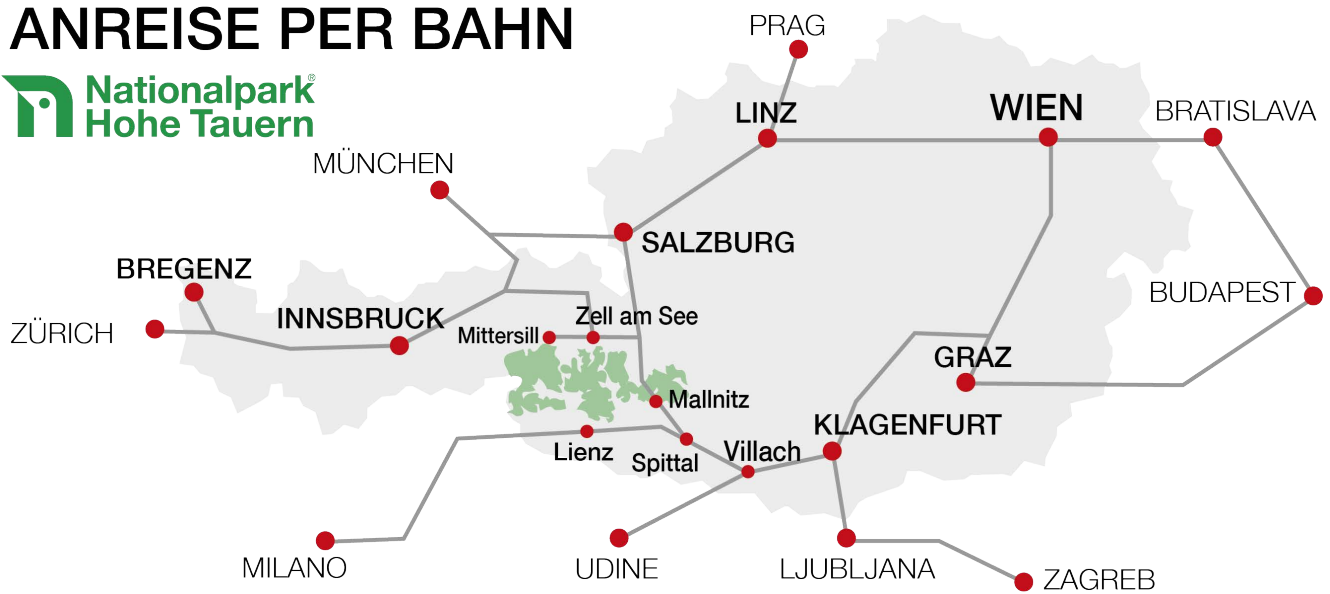 ANREISE PER BAHN
Nationalpark®
Hohe Tauern
PRAG
LINZ
WIEN
BRATISLAVA
MÜNCHEN
SALZBURG
BREGENZ
BUDAPEST
ZÜRICH
INNSBRUCK
Zell am See
Mittersill
GRAZ
Mallnitz
KLAGENFURT
Lienz
Spittal
Villach
MILANO
UDINE
LJUBLJANA
ZAGREB